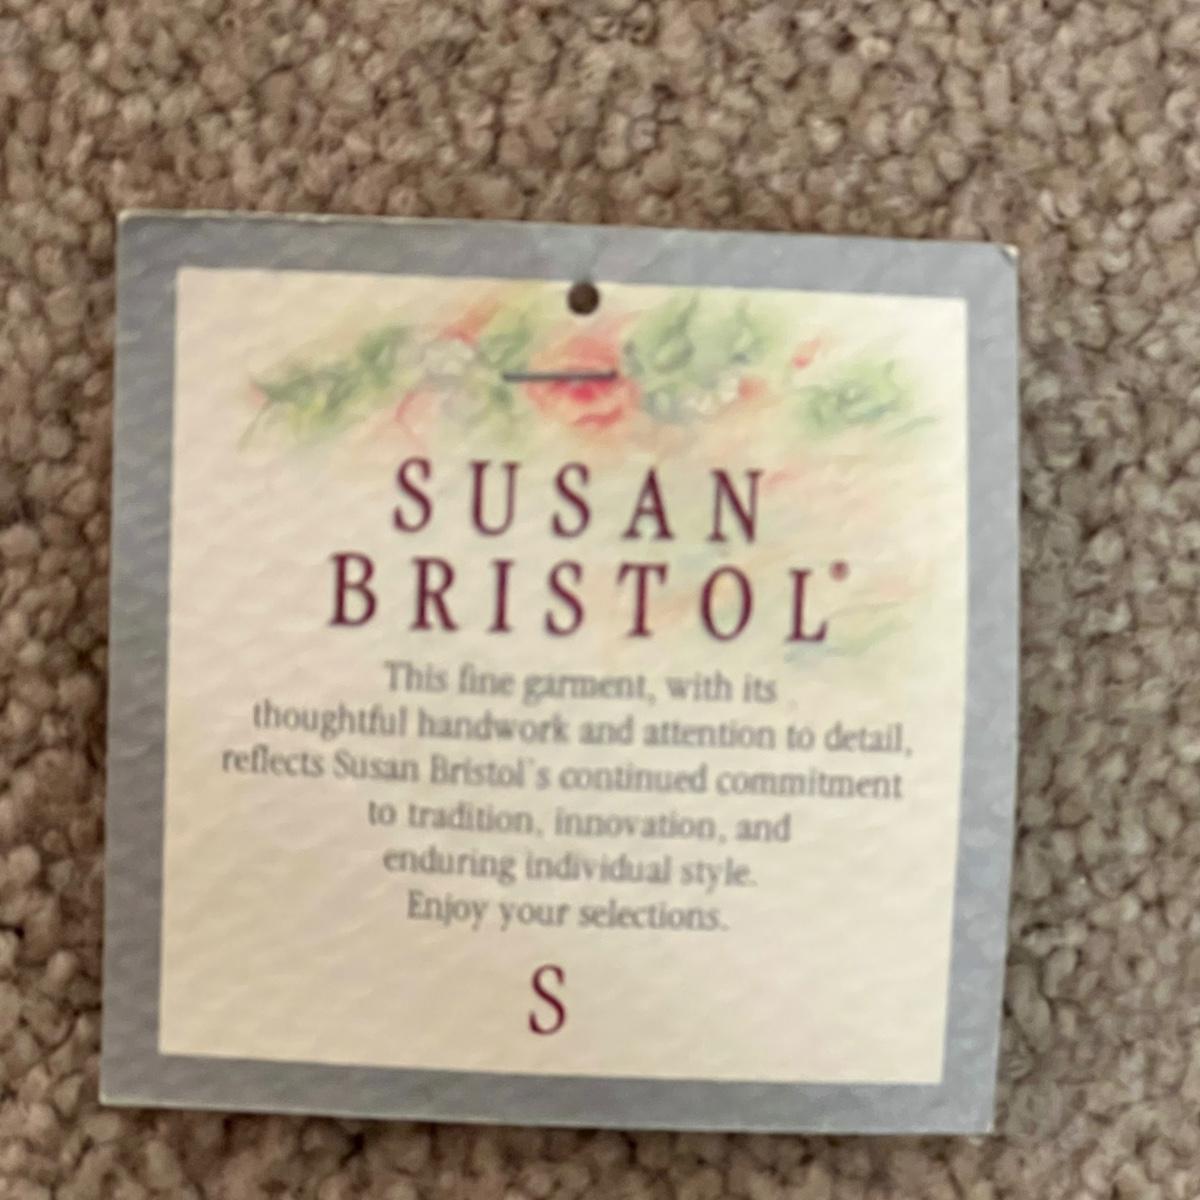 SUSAN
BRISTOL®
This fine garment, with its
thoughtful handwork and attention to detail,
reflects Susan Bristol's continued commitment
to tradition, innovation, and
enduring individual style.
Enjoy your selections.
S